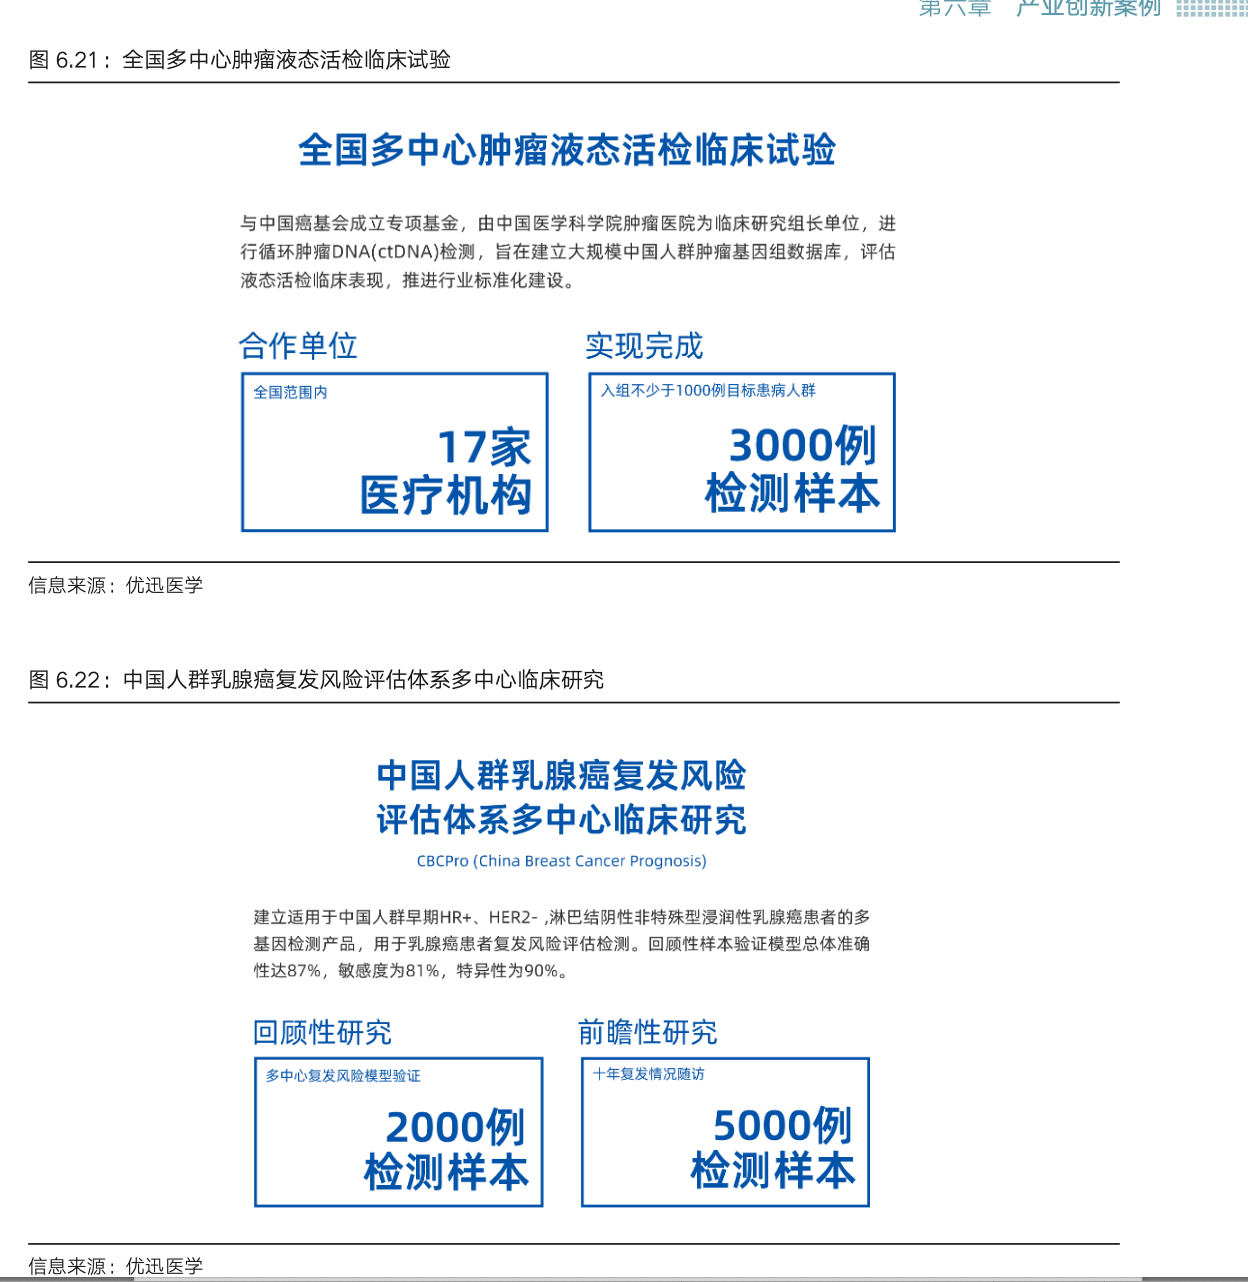 第六章 产业创新案例
图 6.21：全国多中心肿瘤液态活检临床试验
全国多中心肿瘤液态活检临床试验
与中国癌基会成立专项基金，由中国医学科学院肿瘤医院为临床研究组长单位，进
行循环肿瘤DNA(ctDNA)检测，旨在建立大规模中国人群肿瘤基因组数据库，评估
液态活检临床表现，推进行业标准化建设。
合作单位
全国范围内
17家
医疗机构
实现完成
入组不少于1000例目标患病人群
3000例
检测样本
信息来源：优迅医学
图 6.22：中国人群乳腺癌复发风险评估体系多中心临床研究
中国人群乳腺癌复发风险
评估体系多中心临床研究
CBCPro (China Breast Cancer Prognosis)
建立适用于中国人群早期HR+、HER2- ,淋巴结阴性非特殊型浸润性乳腺癌患者的多
基因检测产品，用于乳腺癌患者复发风险评估检测。回顾性样本验证模型总体准确
性达87%，敏感度为81%，特异性为90%。
回顾性研究
多中心复发风险模型验证
2000例
检测样本
前瞻性研究
十年复发情况随访
5000例
检测样本
信息来源：优迅医学